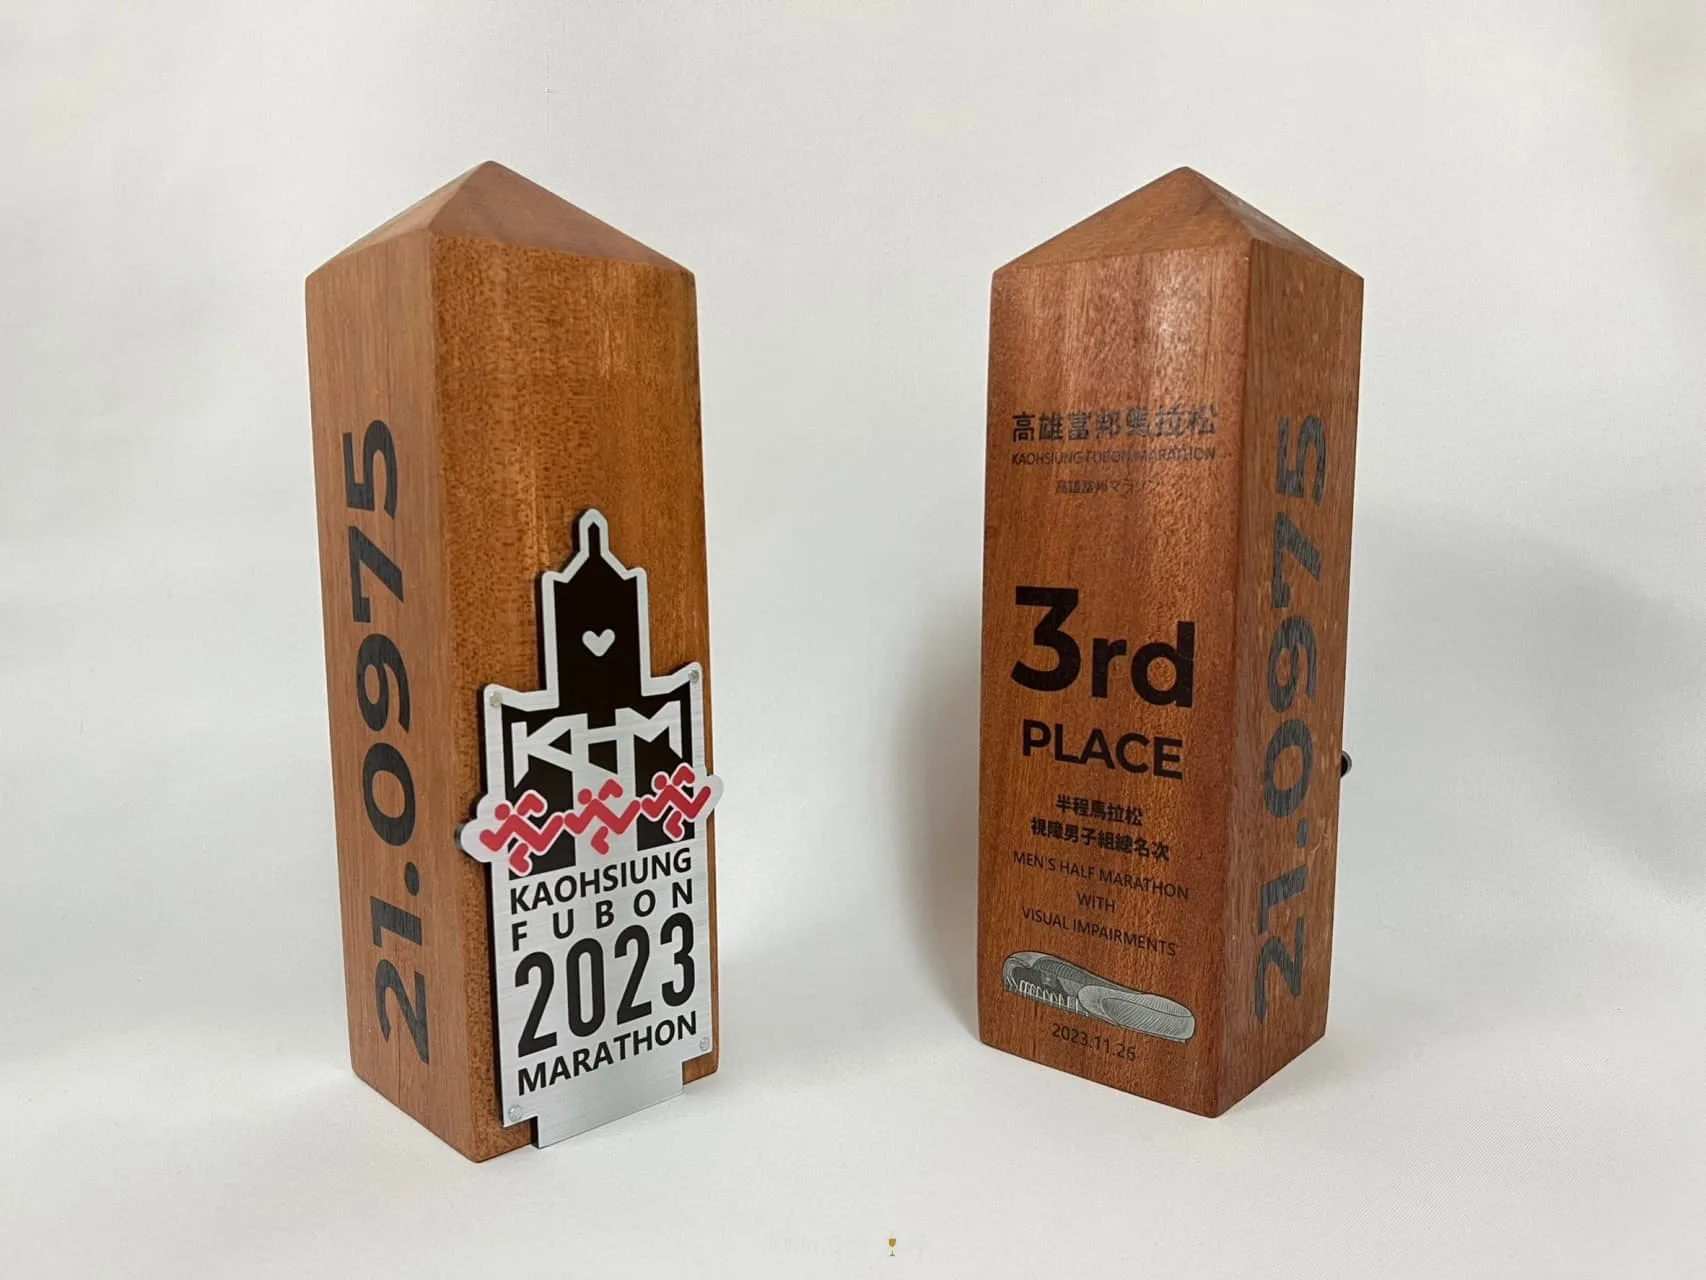 21.0975
KHM
KAOHSIUNG
FUBON
2023
MARATHON
高雄富邦馬拉松
KAOHSIUNG FUBON MARATHON
高雄富邦マラソン
3rd
PLACE
半程馬拉松
視障男子組總名次
MEN'S HALF MARATHON
WITH
VISUAL IMPAIRMENTS
2023.11.26
21.0975